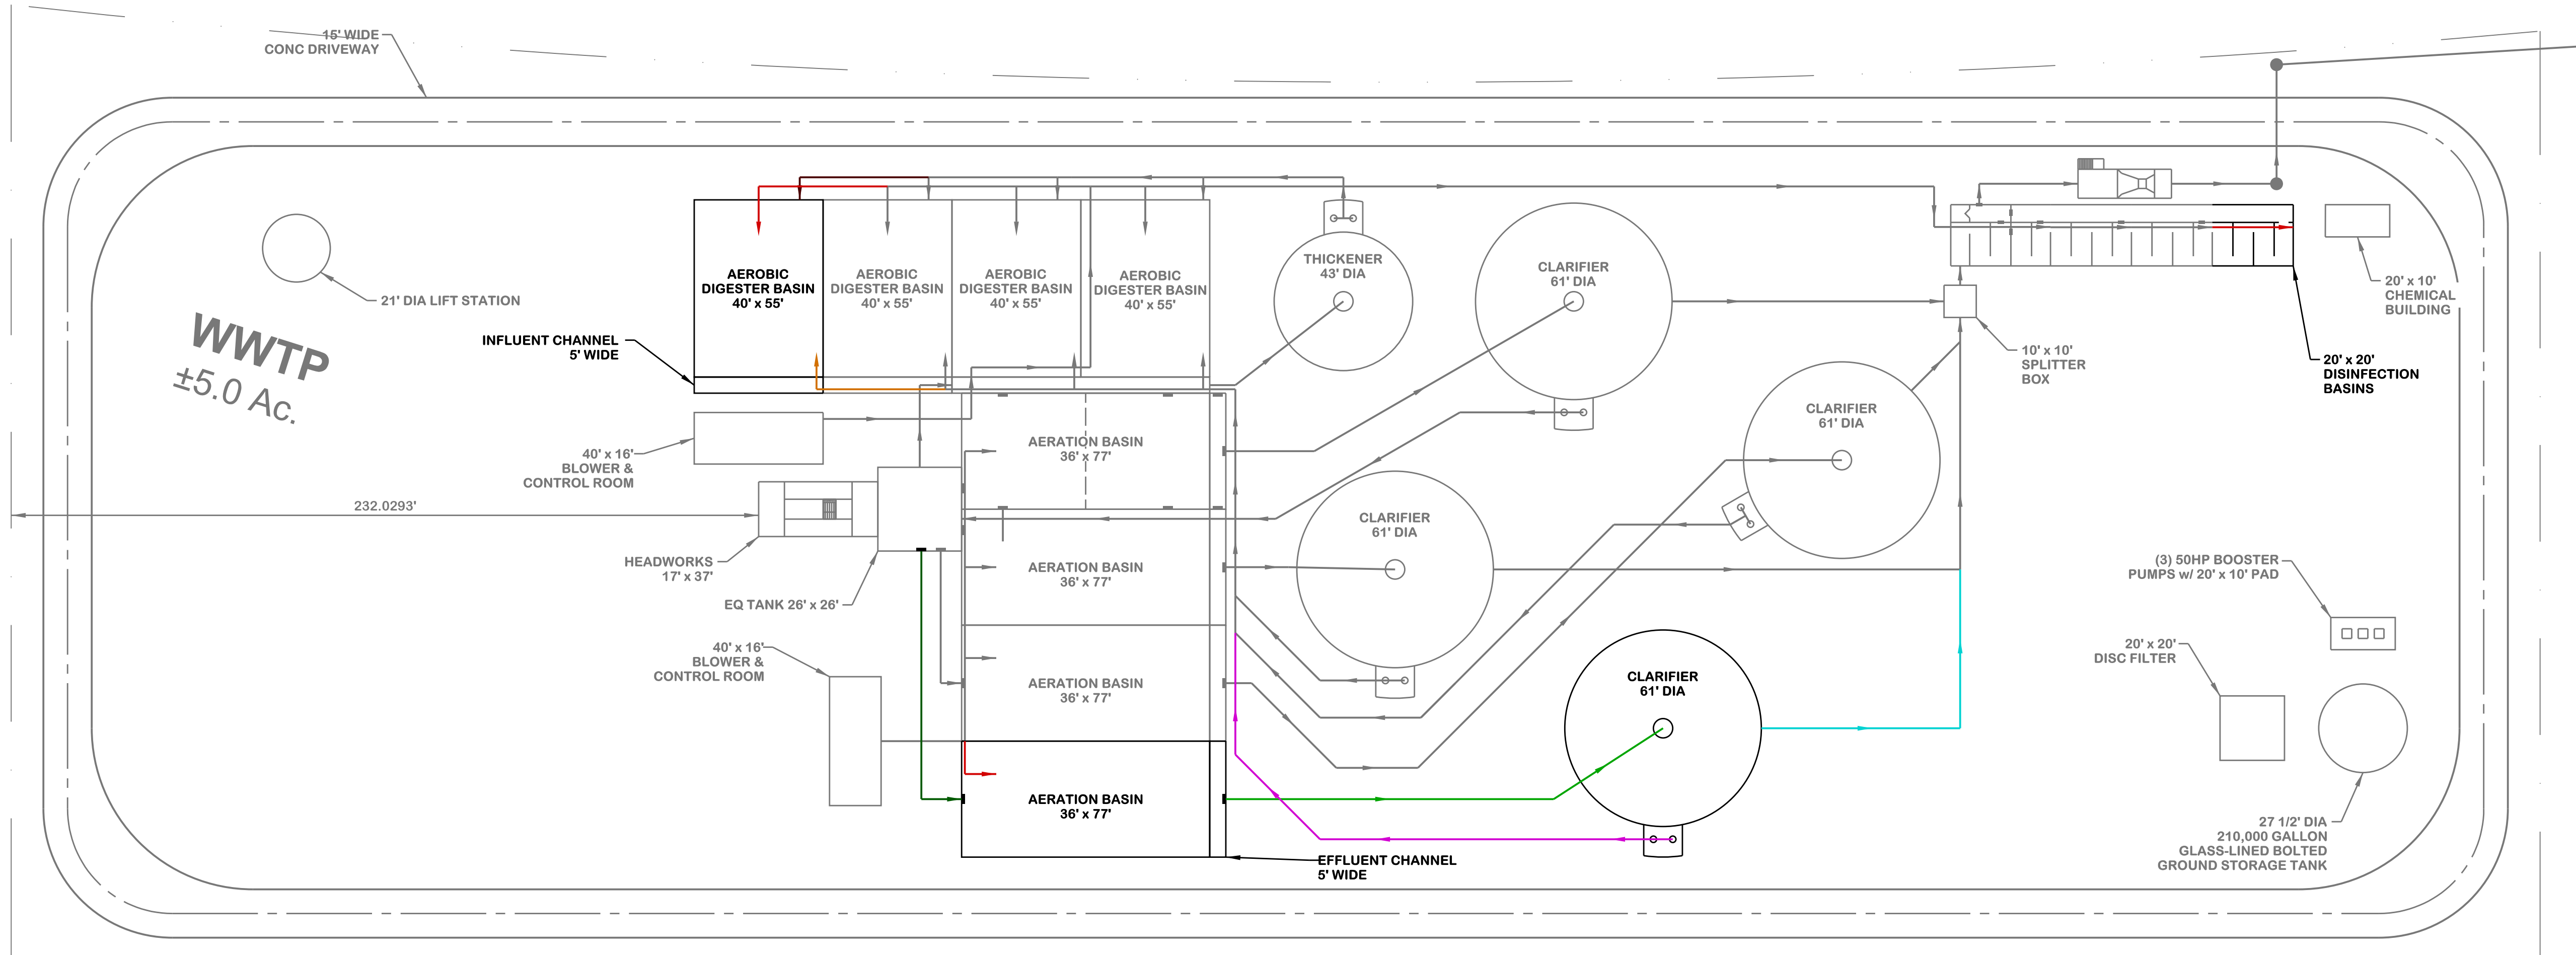 15' WIDE
CONC DRIVEWAY
21' DIA LIFT STATION
WWTP
±5.0 Ac.
INFLUENT CHANNEL
5' WIDE
AEROBIC
DIGESTER BASIN
40' x 55'
AEROBIC
DIGESTER BASIN
40' x 55'
AEROBIC
DIGESTER BASIN
40' x 55'
AEROBIC
DIGESTER BASIN
40' x 55'
THICKENER
43' DIA
CLARIFIER
61' DIA
20' x 10'
CHEMICAL
BUILDING
10' x 10'
SPLITTER
BOX
20' x 20'
DISINFECTION
BASINS
40' x 16'
BLOWER &
CONTROL ROOM
AERATION BASIN
36' x 77'
CLARIFIER
61' DIA
232.0293'
CLARIFIER
61' DIA
HEADWORKS
17' x 37'
AERATION BASIN
36' x 77'
(3) 50HP BOOSTER
PUMPS w/ 20' x 10' PAD
EQ TANK 26' x 26'
40' x 16'
BLOWER &
CONTROL ROOM
AERATION BASIN
36' x 77'
CLARIFIER
61' DIA
20' x 20'
DISC FILTER
AERATION BASIN
36' x 77'
EFFLUENT CHANNEL
5' WIDE
27 1/2' DIA
210,000 GALLON
GLASS-LINED BOLTED
GROUND STORAGE TANK